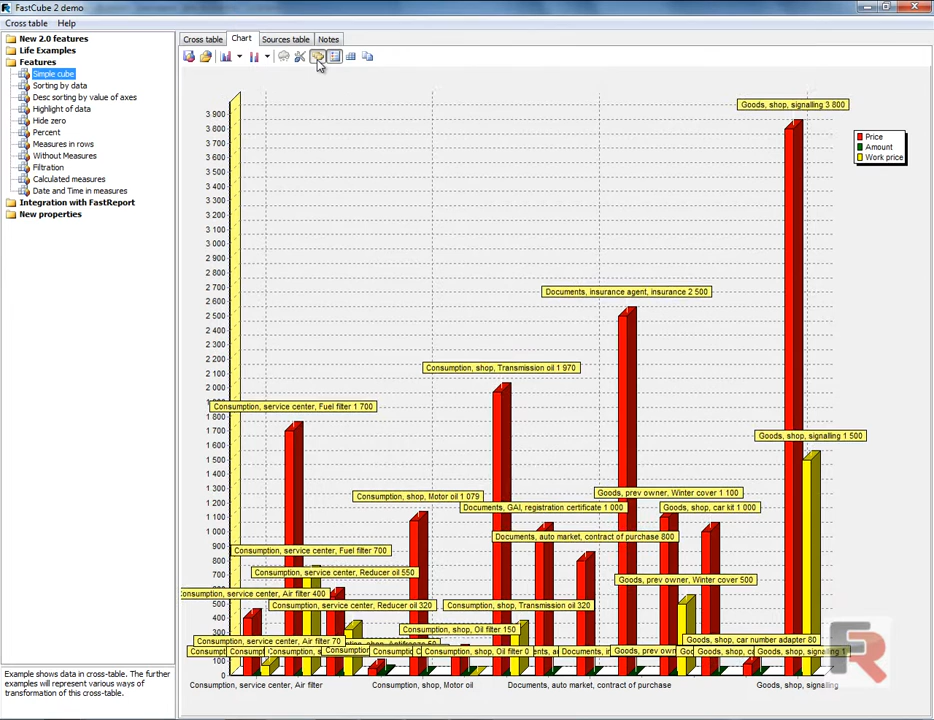 FastCube 2 demo
Cross table Help
New 2.0 features
Life Examples
Features
Simple cube
Sorting by data
Desc sorting by value of axes
Highlight of data
Hide zero
Percent
Measures in rows
Without Measures
Filtration
Calculated measures
Date and Time in measures
Integration with FastReport
New properties
Example shows data in cross-table. The further
examples will represent various ways of
transformation of this cross-table.
Cross table Chart Sources table Notes
Goods, shop, signalling 3 800
Price
Amount
Work price
3 900
3 800
3 700
3 600
3 500
3 400
3 300
3 200
3 100
3 000
2 900
2 800
2 700
2 600
2 500
2 400
2 300
2 200
2 100
2 000
1 900
1 800
1 700
1 600
1 500
1 400
1 300
1 200
1 100
1 000
900
800
700
600
500
400
300
200
100
0
Documents, insurance agent, insurance 2 500
Consumption, shop, Transmission oil 1 970
Consumption, service center, Fuel filter 1 700
Goods, shop, signalling 1 500
Consumption, shop, Motor oil 1 079
Goods, prev owner, Winter cover 1 100
Documents, GAI, registration certificate 1 000
Goods, shop, car kit 1 000
Documents, auto market, contract of purchase 800
Consumption, service center, Fuel filter 700
Consumption, service center, Reducer oil 550
Goods, prev owner, Winter cover 500
Consumption, service center, Air filter 400
Consumption, service center, Reducer oil 320
Consumption, shop, Transmission oil 320
Consumption, shop, Oil filter 150
Consumption, service center, Air filter 70
Goods, shop, car number adapter 80
Consumption, shop, Oil filter 0
Goods, shop, signalling 1
Consumption, service center, Air filter
Consumption, shop, Motor oil
Documents, auto market, contract of purchase
Goods, shop, signalling